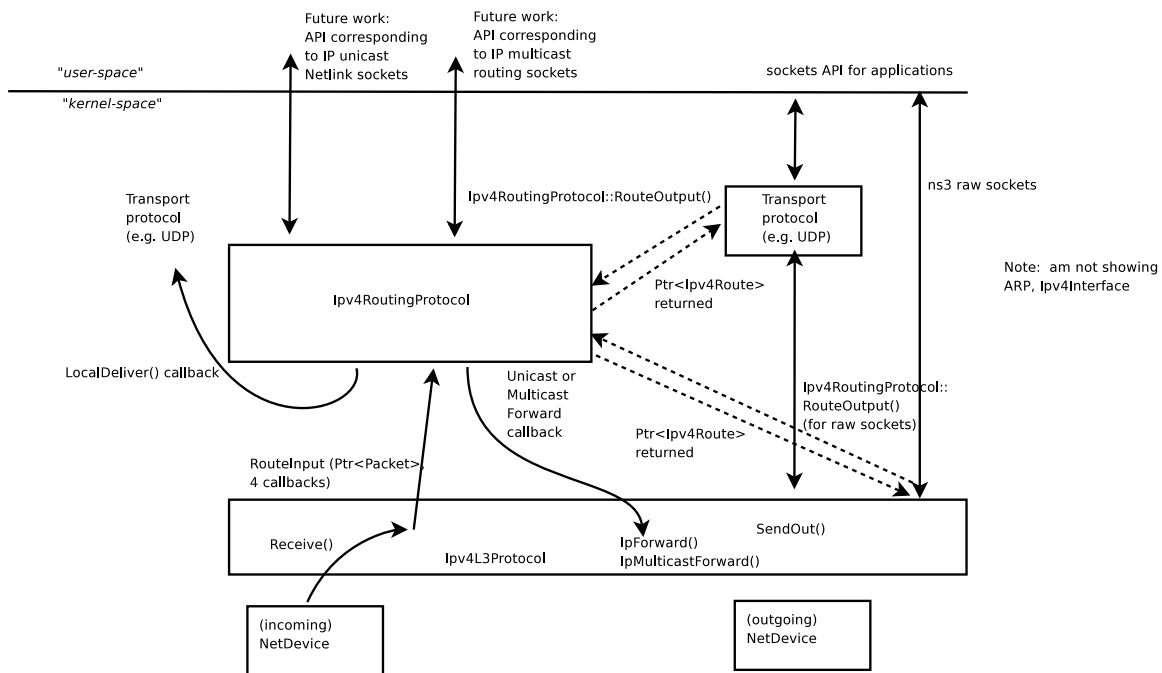 Future work:
API corresponding
to IP unicast
Netlink sockets
Future work:
API corresponding
to IP multicast
routing sockets
"user-space"
sockets API for applications
"kernel-space"
Ipv4RoutingProtocol::RouteOutput()
ns3 raw sockets
Transport
protocol
(e.g. UDP)
Transport
protocol
(e.g. UDP)
Note:  am not showing
ARP, Ipv4Interface
Ipv4RoutingProtocol
Ptr<Ipv4Route>
returned
LocalDeliver() callback
Unicast or
Multicast
Forward
callback
Ipv4RoutingProtocol::
RouteOutput()
(for raw sockets)
Ptr<Ipv4Route>
returned
RouteInput (Ptr<Packet>,
4 callbacks)
Receive()
Ipv4L3Protocol
IpForward()
IpMulticastForward()
SendOut()
(incoming)
NetDevice
(outgoing)
NetDevice